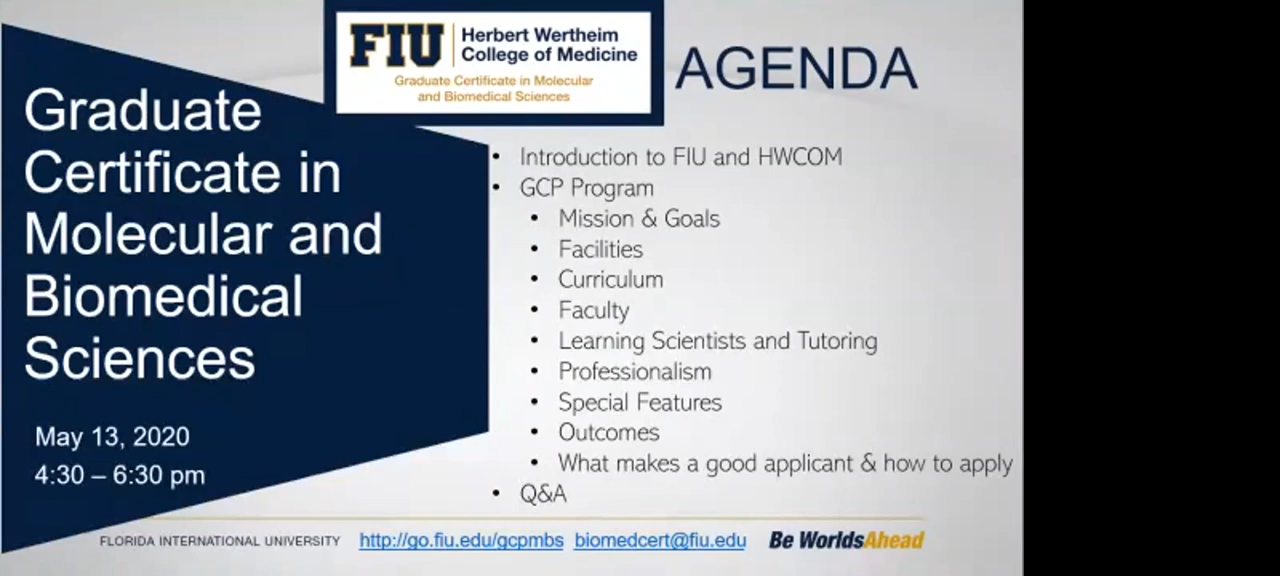 FIU
Herbert Wertheim
College of Medicine
Graduate Certificate in Molecular
and Biomedical Sciences
AGENDA
Graduate
Certificate in
Molecular and
Biomedical
Sciences
May 13, 2020
4:30 – 6:30 pm
• Introduction to FIU and HWCOM
• GCP Program
• Mission & Goals
• Facilities
• Curriculum
• Faculty
• Learning Scientists and Tutoring
• Professionalism
• Special Features
• Outcomes
• What makes a good applicant & how to apply
• Q&A
FLORIDA INTERNATIONAL UNIVERSITY http://go.fiu.edu/gcpmbs biomedcert@fiu.edu Be WorldsAhead